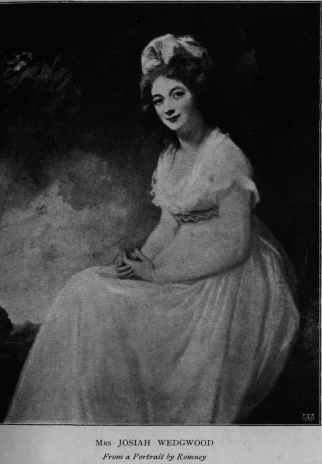 Mrs JOSIAH WEDGWOOD
From a Portrait by Romney